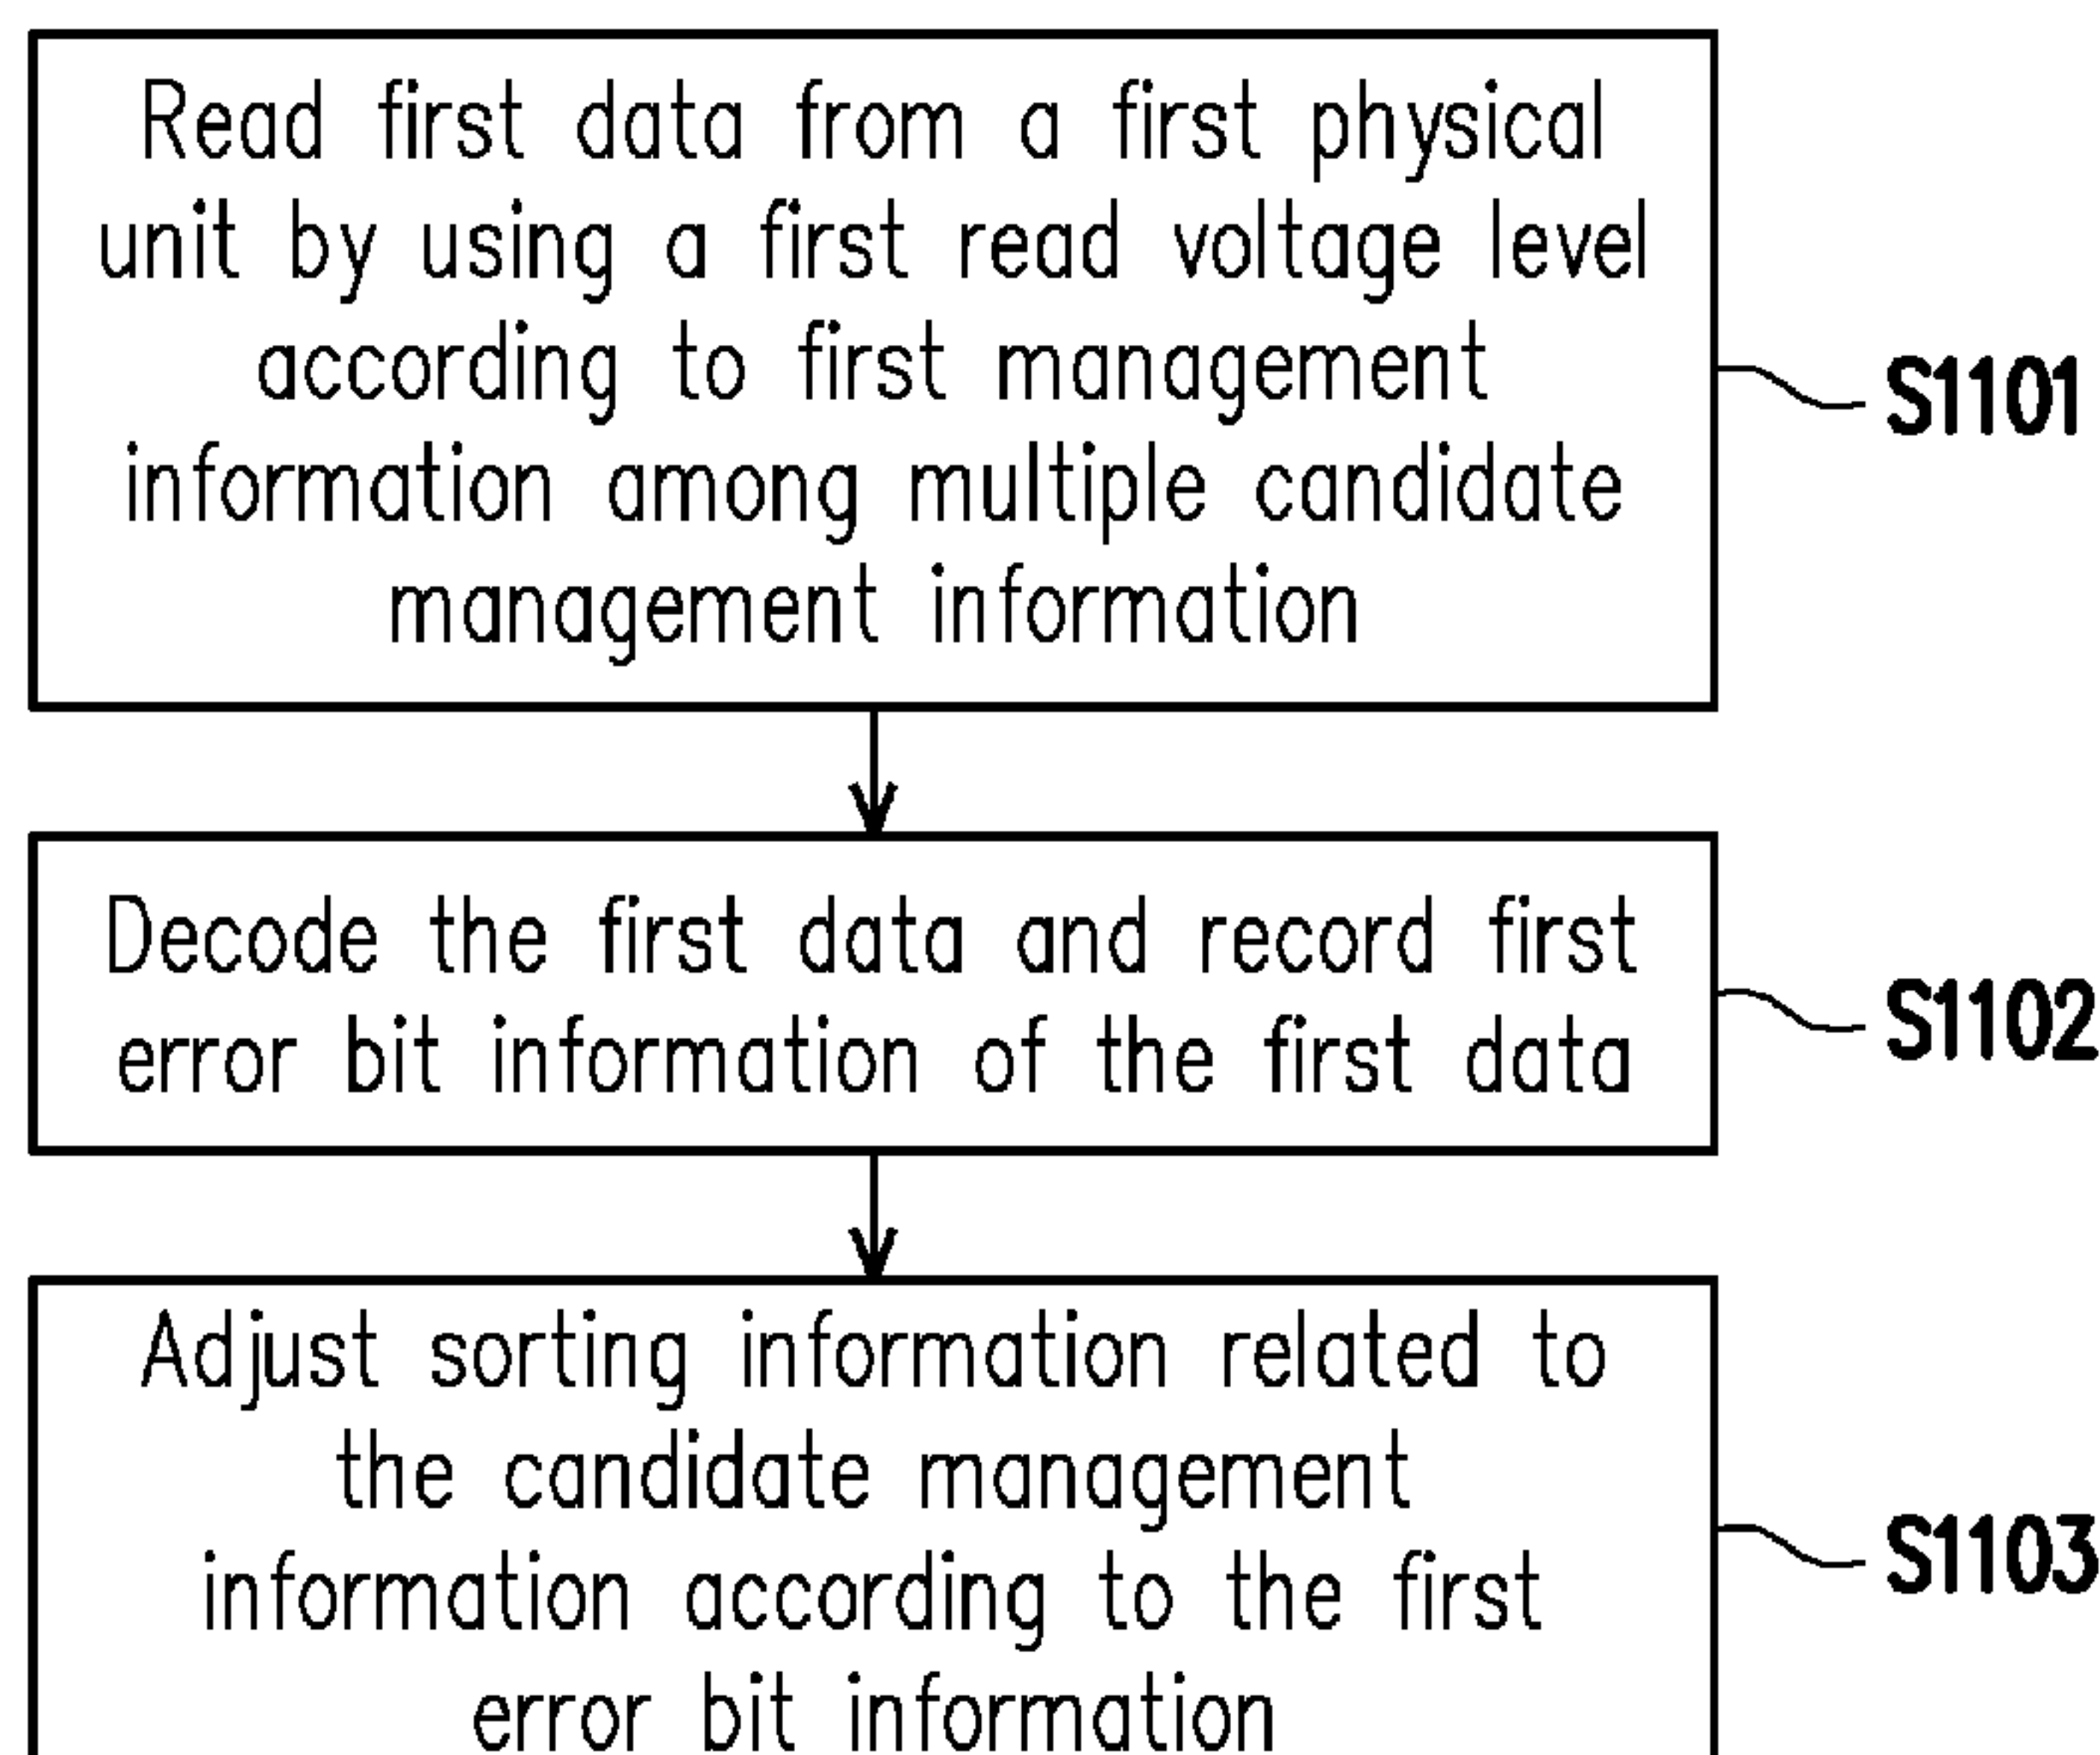 Read first data from a first physical
unit by using a first read voltage level
according to first management
information among multiple candidate
management information
S1101
Decode the first data and record first
error bit information of the first data
S1102
Adjust sorting information related to
the candidate management
information according to the first
error bit information
S1103